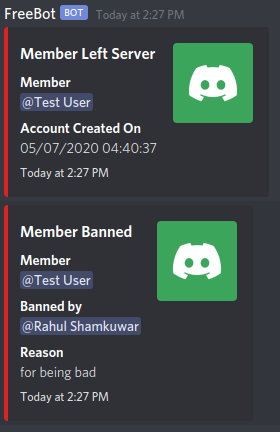 FreeBot BOT Today at 2:27 PM
Member Left Server
Member
@Test User
Account Created On
05/07/2020 04:40:37
Today at 2:27 PM
Member Banned
Member
@Test User
Banned by
@Rahul Shamkuwar
Reason
for being bad
Today at 2:27 PM